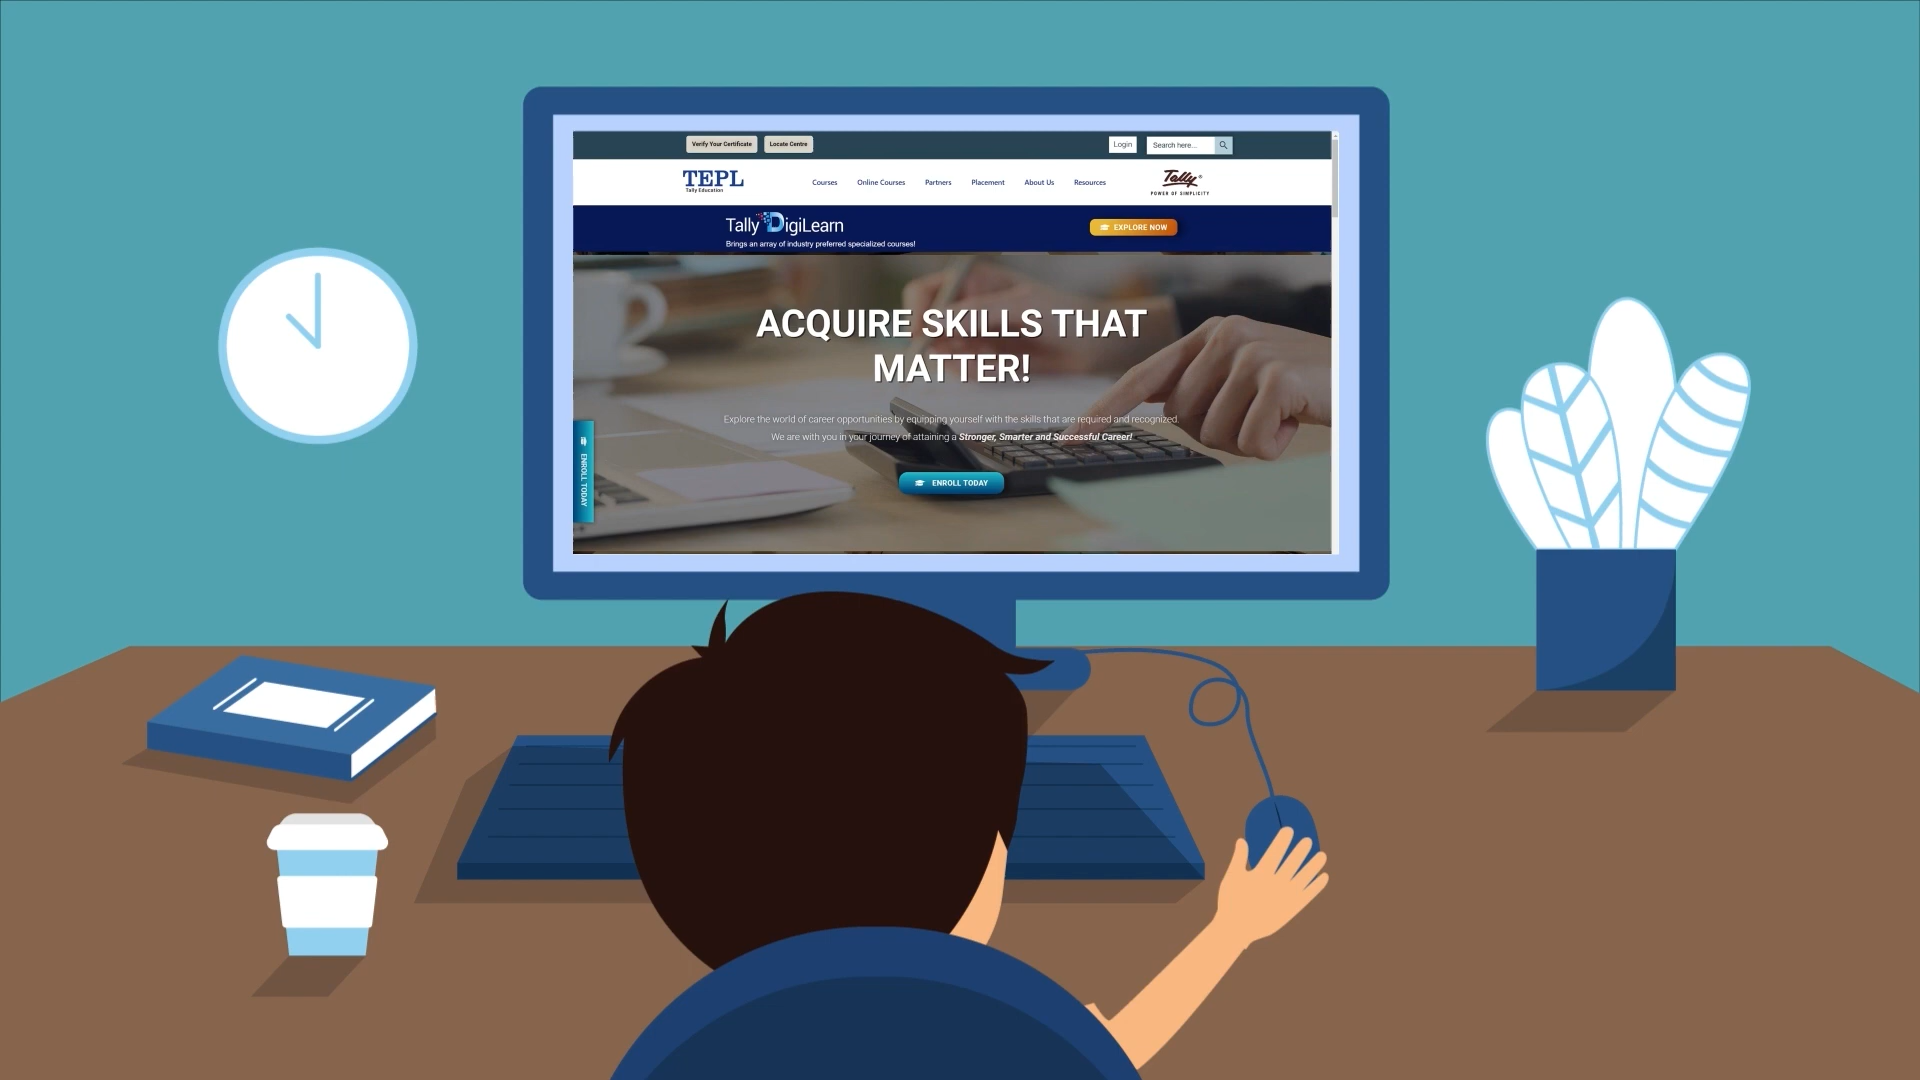 Verify Your Certificate
Locate Centre
Login
Search here...
TEPL
Tally Education
Courses
Online Courses
Partners
Placement
About Us
Resources
Tally®
POWER OF SIMPLICITY
Tally DigiLearn
Brings an array of industry preferred specialized courses!
EXPLORE NOW
ACQUIRE SKILLS THAT
MATTER!
Explore the world of career opportunities by equipping yourself with the skills that are required and recognized.
We are with you in your journey of attaining a Stronger, Smarter and Successful Career!
ENROLL TODAY
ENROLL TODAY